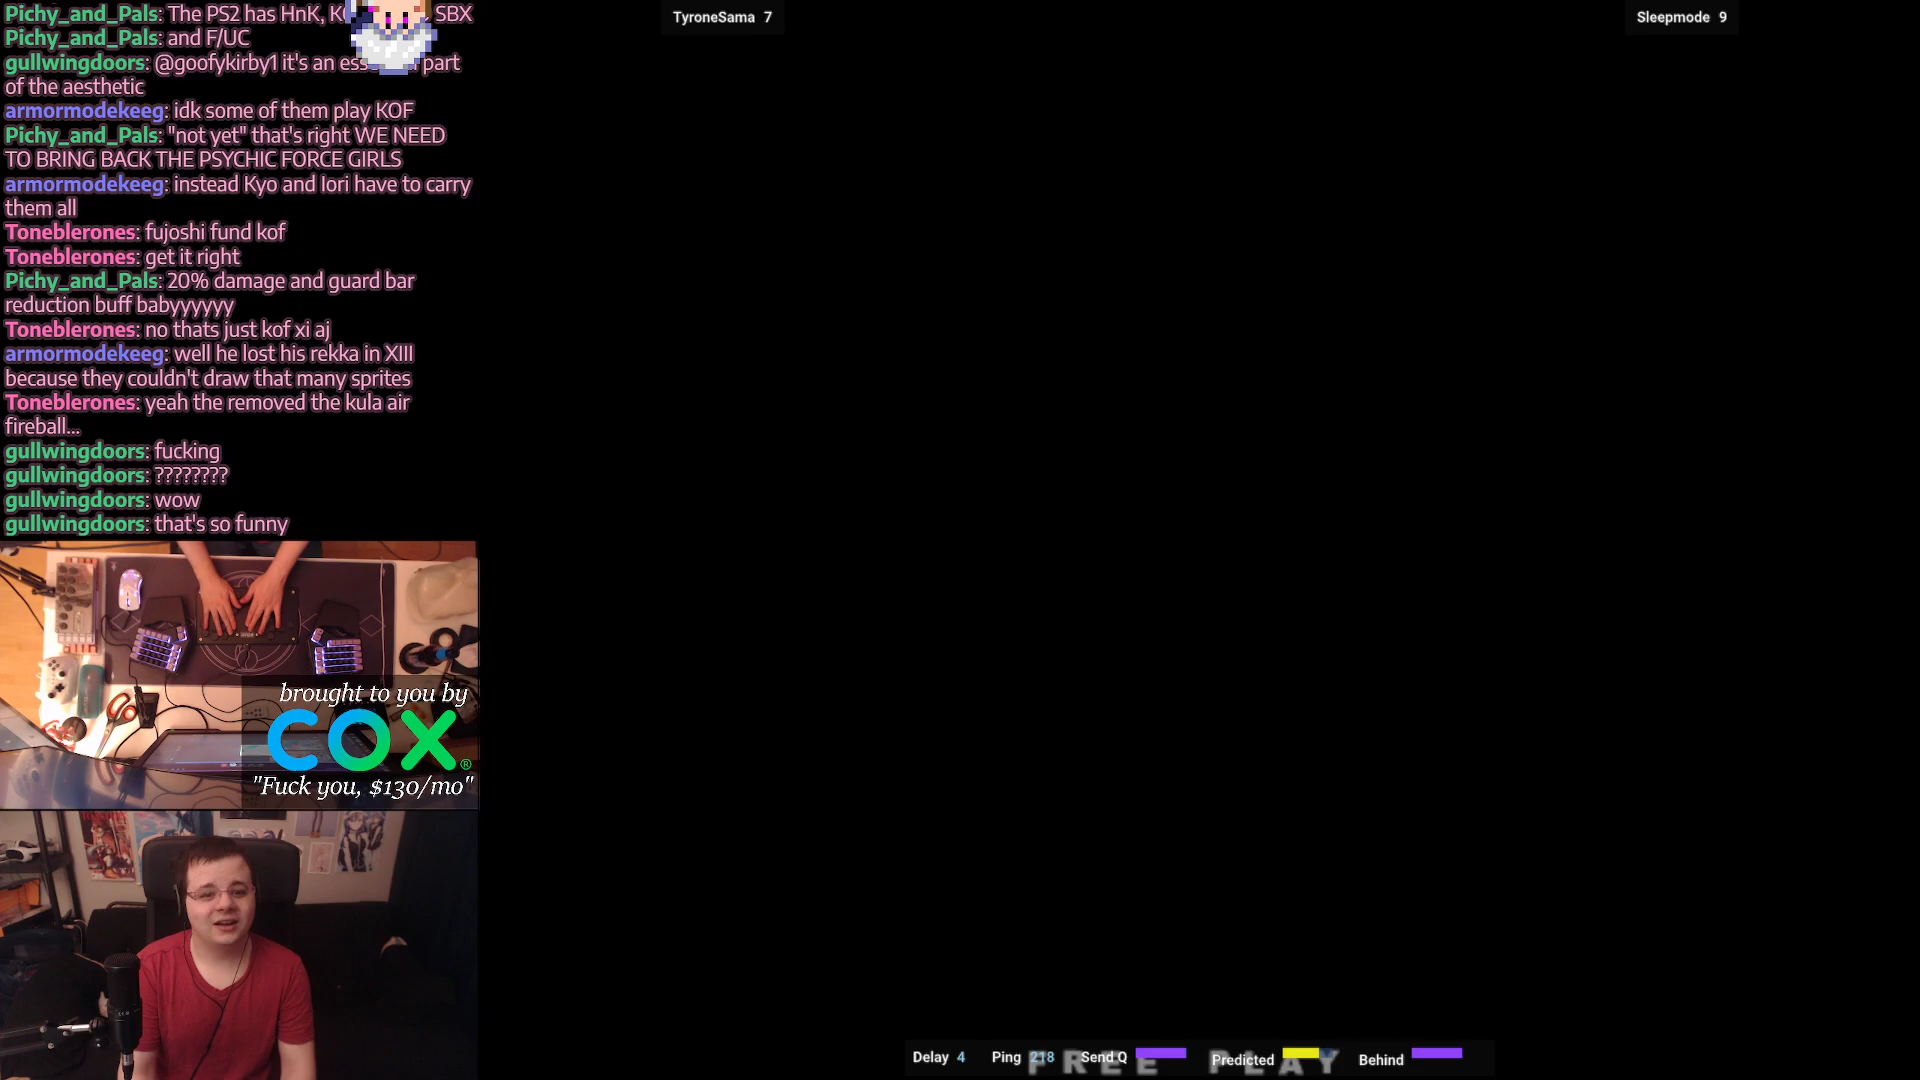 Pichy_and_Pals: The PS2 has HnK, SBX
Pichy_and_Pals: and F/UC
gullwingdoors: @goofykirby1 it's an part
of the aesthetic
armormodekeeg: idk some of them play KOF
Pichy_and_Pals: "not yet" that's right WE NEED
TO BRING BACK THE PSYCHIC FORCE GIRLS
armormodekeeg: instead Kyo and Iori have to carry
them all
Toneblerones: fujoshi fund kof
Toneblerones: get it right
Pichy_and_Pals: 20% damage and guard bar
reduction buff babyyyyyy
Toneblerones: no thats just kof xi aj
armormodekeeg: well he lost his rekka in XIII
because they couldn't draw that many sprites
Toneblerones: yeah the removed the kula air
fireball...
gullwingdoors: fucking
gullwingdoors: ????????
gullwingdoors: wow
gullwingdoors: that's so funny
brought to you by
COX®
"Fuck you, $130/mo"
TyroneSama 7
Sleepmode 9
Delay 4 Ping 218 Send Q Predicted Behind
FREE PLAY